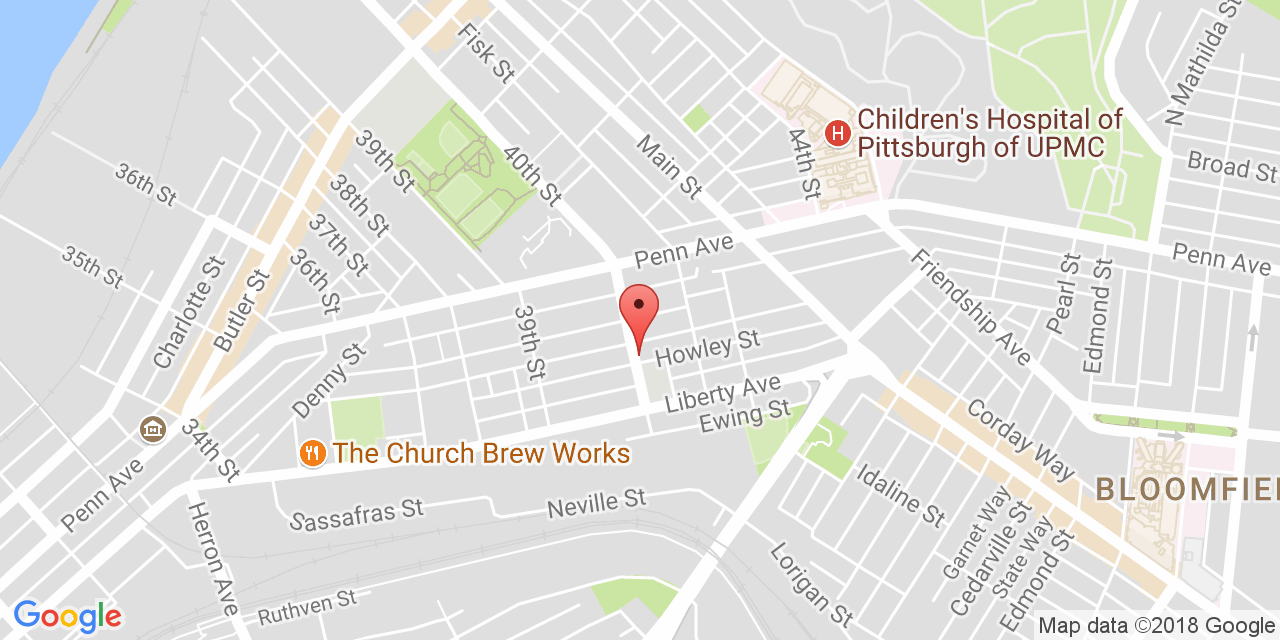 Fisk St
N Mathilda St
Children's Hospital of
Pittsburgh of UPMC
H
39th St
40th St
Main St
44th St
Broad St
36th St
38th St
37th St
35th St
36th St
Charlotte St
Butler St
Penn Ave
Penn Ave
Friendship Ave
Pearl St
Edmond St
39th St
Howley St
Denny St
Liberty Ave
Ewing St
34th St
The Church Brew Works
Corday Way
BLOOMFIEL
Penn Ave
Idaline St
Sassafras St
Neville St
Herron Ave
Garnet Way
Cedarville St
State Way
Edmond St
Lorigan St
Ruthven St
Google
Map data ©2018 Google